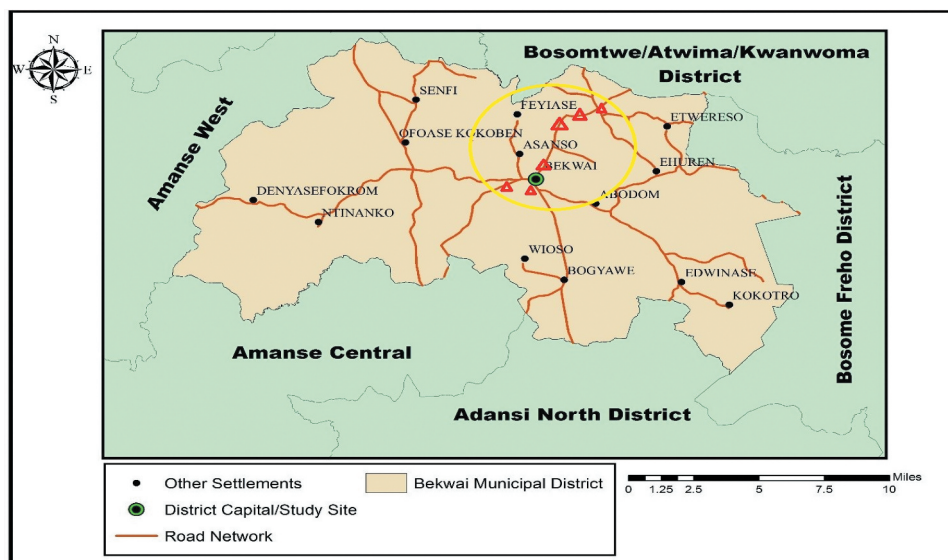 N
W
E
S
Bosomtwe/Atwima/Kwanwoma
District
Amanse West
SENFI
FEYIASE
ETWERESO
OFOASE KOKOBEN
ASANSO
BEKWAI
EHUREN
DENYASEFOKROM
NTINANKO
ABODOM
WIOSO
BOGYAWE
EDWINASE
KOKOTRO
Bosome Freho District
Amanse Central
Adansi North District
Other Settlements
Bekwai Municipal District
District Capital/Study Site
Road Network
Miles
0 1.25 2.5 5 7.5 10